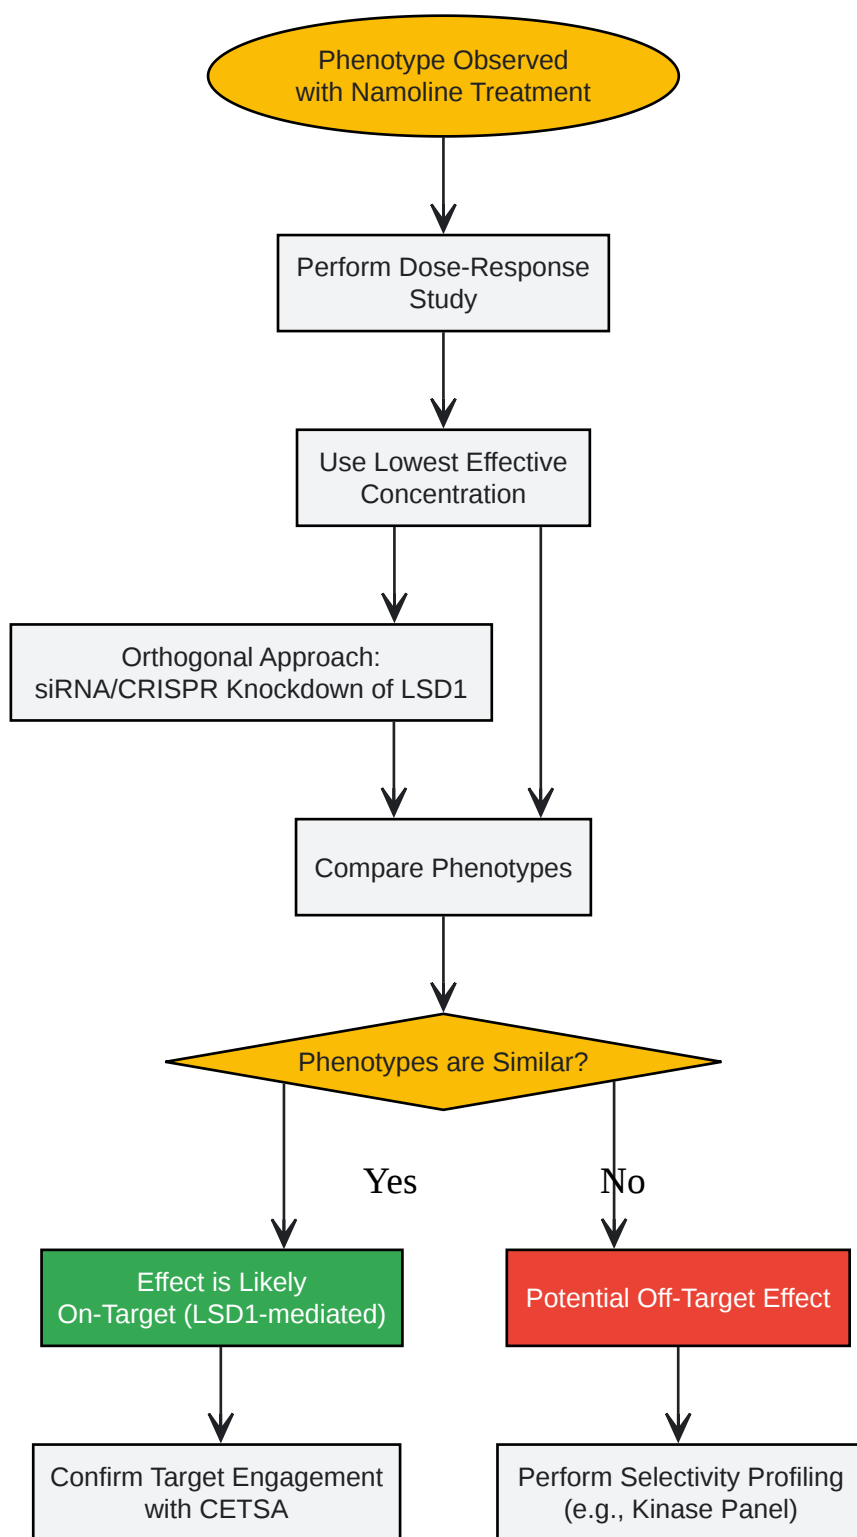 Phenotype Observed
with Namoline Treatment
Perform Dose-Response
Study
Use Lowest Effective
Concentration
Orthogonal Approach:
siRNA/CRISPR Knockdown of LSD1
Compare Phenotypes
Phenotypes are Similar?
Yes
No
Effect is Likely
On-Target (LSD1-mediated)
Potential Off-Target Effect
Confirm Target Engagement
with CETSA
Perform Selectivity Profiling
(e.g., Kinase Panel)